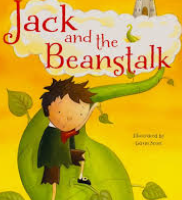 Jack
and the
Beanstalk
Illustrated by